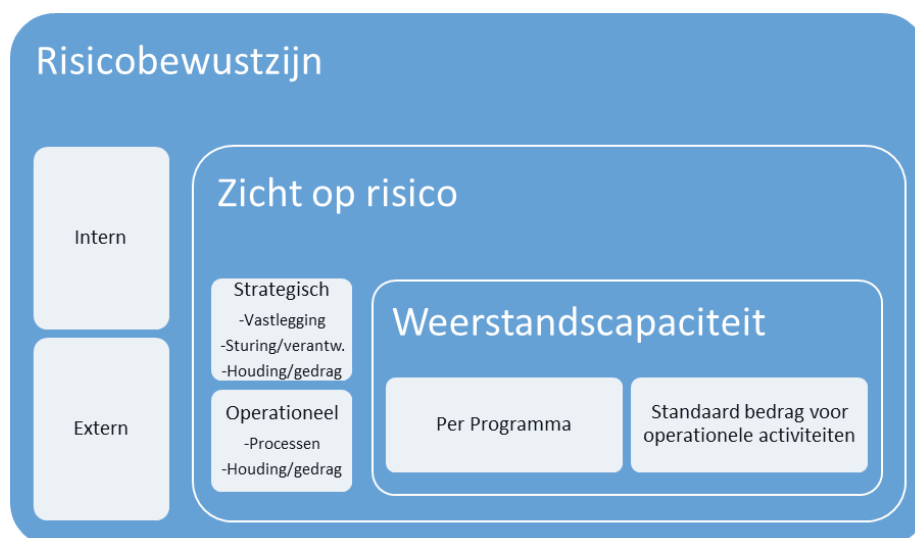 Risicobewustzijn
Intern
Extern
Zicht op risico
Strategisch
-Vastlegging
-Sturing/verantw.
-Houding/gedrag
Operationeel
-Processen
-Houding/gedrag
Weerstandscapaciteit
Per Programma
Standaard bedrag voor
operationele activiteiten